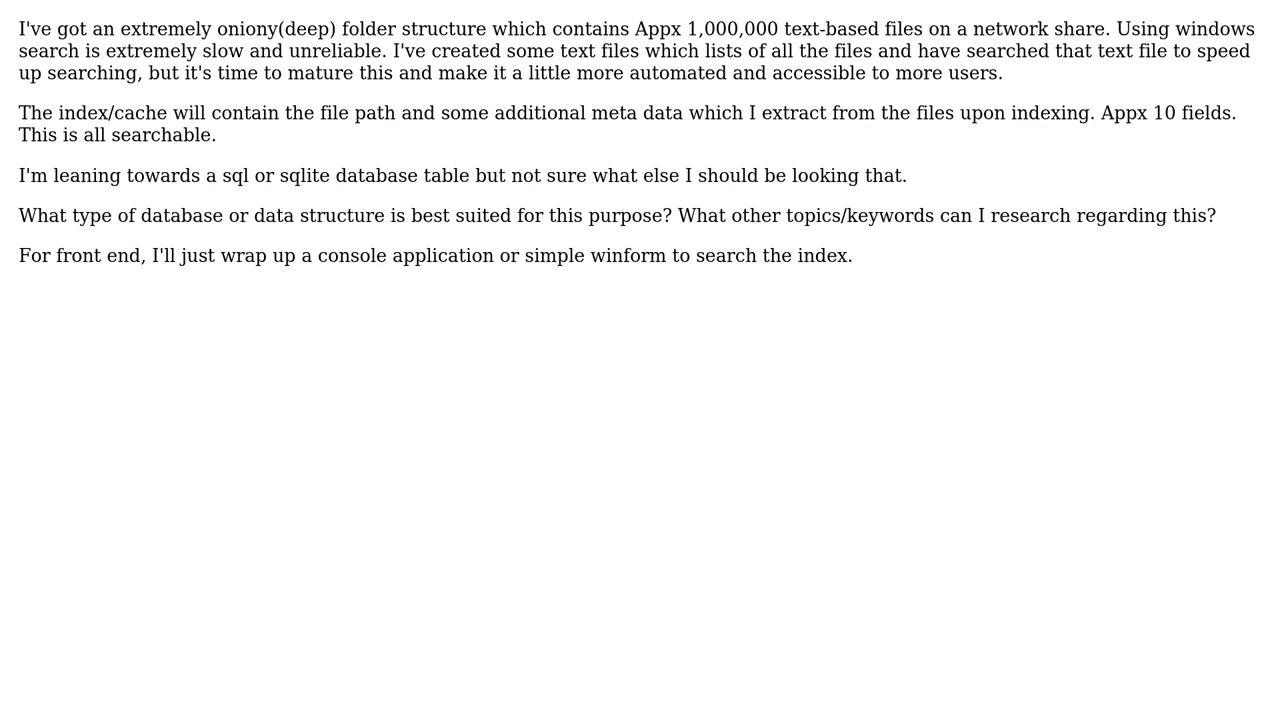 I've got an extremely oniony(deep) folder structure which contains Appx 1,000,000 text-based files on a network share. Using windows
search is extremely slow and unreliable. I've created some text files which lists of all the files and have searched that text file to speed
up searching, but it's time to mature this and make it a little more automated and accessible to more users.
The index/cache will contain the file path and some additional meta data which I extract from the files upon indexing. Appx 10 fields.
This is all searchable.
I'm leaning towards a sql or sqlite database table but not sure what else I should be looking that.
What type of database or data structure is best suited for this purpose? What other topics/keywords can I research regarding this?
For front end, I'll just wrap up a console application or simple winform to search the index.